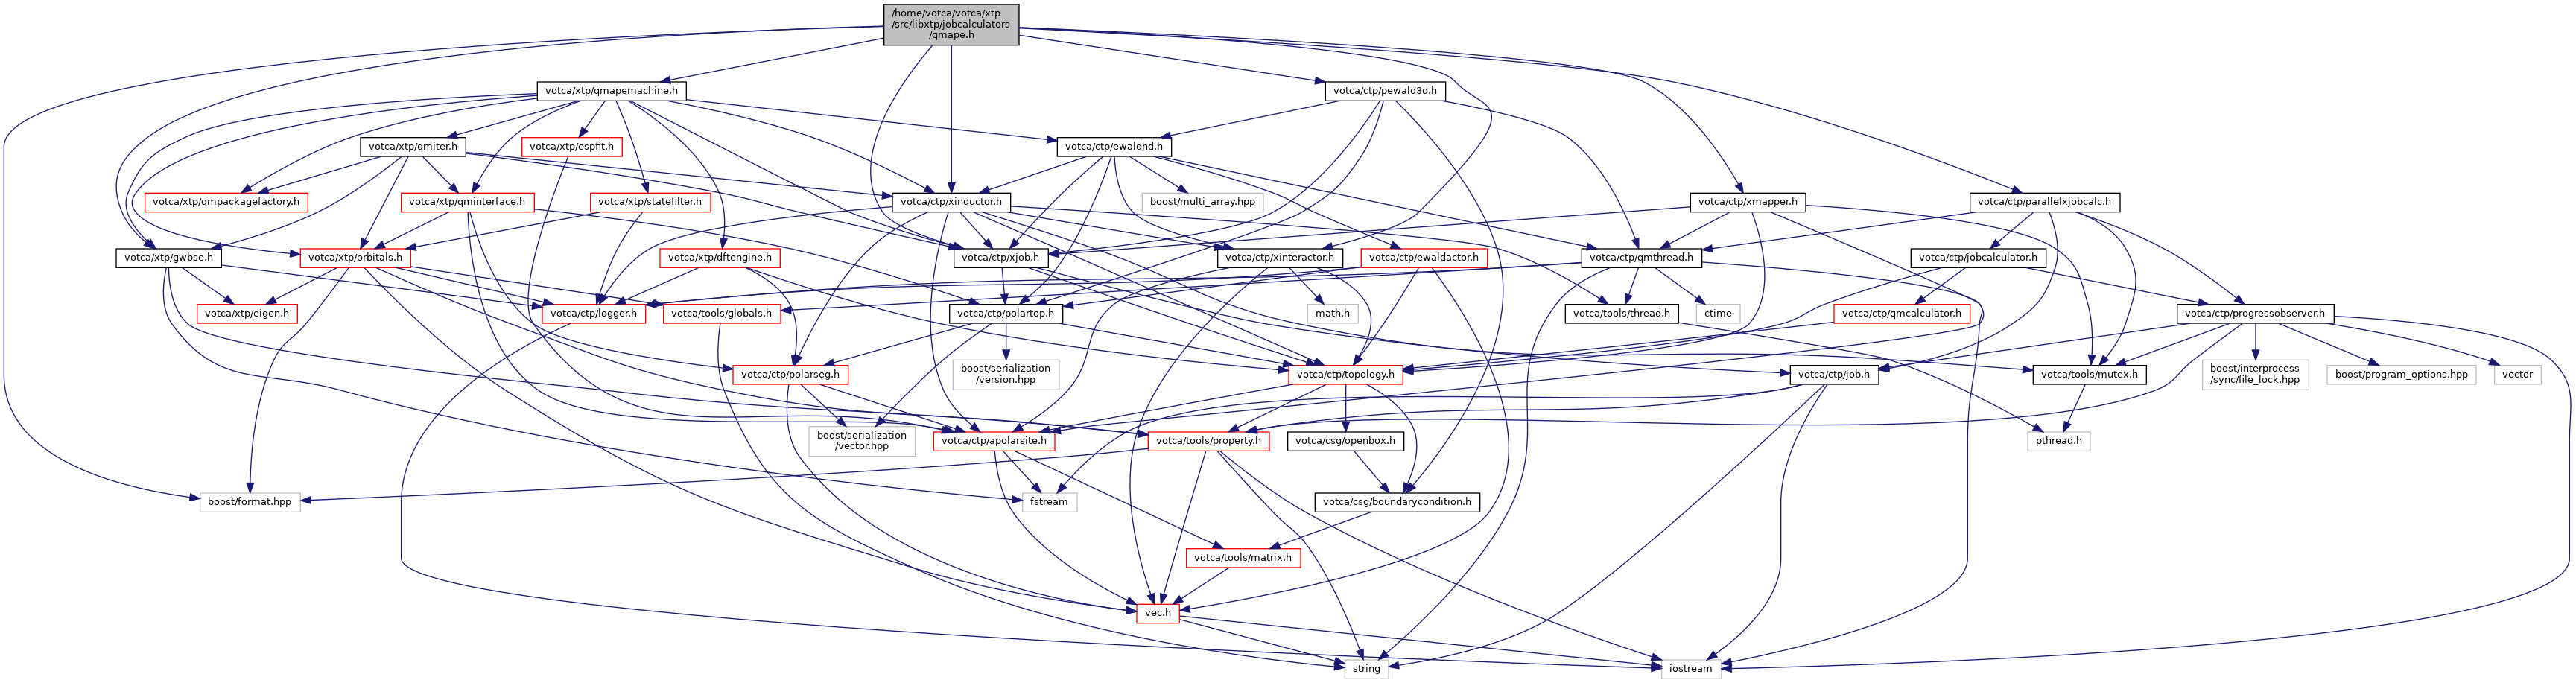 /home/votca/votca/xtp
/src/libxtp/jobcalculators
/qmape.h
votca/xtp/qmapemachine.h
votca/ctp/pewald3d.h
votca/xtp/qmiter.h
votca/xtp/espfit.h
votca/ctp/ewaldnd.h
votca/xtp/qmpackagefactory.h
votca/xtp/qminterface.h
votca/xtp/statefilter.h
votca/ctp/xinductor.h
boost/multi_array.hpp
votca/ctp/xmapper.h
votca/ctp/parallelxjobcalc.h
votca/xtp/gwbse.h
votca/xtp/orbitals.h
votca/xtp/dftengine.h
votca/ctp/xjob.h
votca/ctp/xinteractor.h
votca/ctp/ewaldactor.h
votca/ctp/qmthread.h
votca/ctp/jobcalculator.h
votca/xtp/eigen.h
votca/ctp/logger.h
votca/tools/globals.h
votca/ctp/polartop.h
math.h
votca/tools/thread.h
ctime
votca/ctp/qmcalculator.h
votca/ctp/progressobserver.h
votca/ctp/polarseg.h
boost/serialization
/version.hpp
votca/ctp/topology.h
votca/ctp/job.h
votca/tools/mutex.h
boost/interprocess
/sync/file_lock.hpp
boost/program_options.hpp
vector
boost/serialization
/vector.hpp
votca/ctp/apolarsite.h
votca/tools/property.h
votca/csg/openbox.h
pthread.h
boost/format.hpp
fstream
votca/csg/boundarycondition.h
votca/tools/matrix.h
vec.h
string
iostream